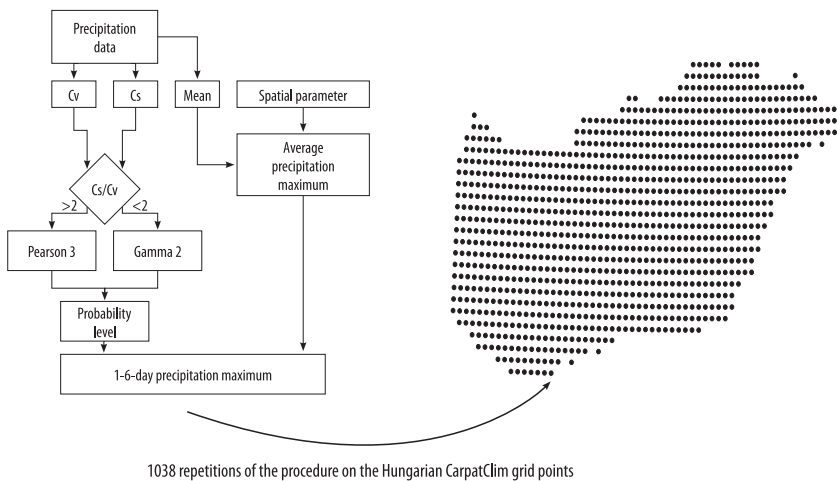 Precipitation
data
Cv
Cs
Mean
Spatial parameter
Average
precipitation
maximum
Cs/Cv
>2
<2
Pearson 3
Gamma 2
Probability
level
1-6-day precipitation maximum
1038 repetitions of the procedure on the Hungarian CarpatClim grid points